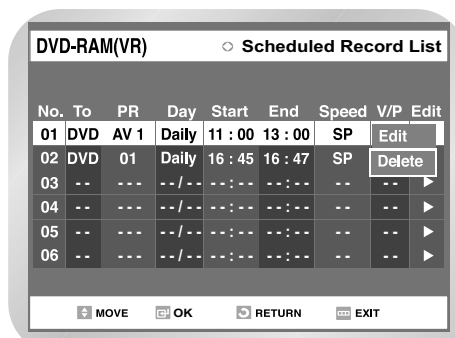 DVD-RAM(VR) Scheduled Record List
No. To PR Day Start End Speed V/P Edit
01 DVD AV 1 Daily 11 : 00 13 : 00 SP Edit
02 DVD 01 Daily 16 : 45 16 : 47 SP Delete
03 - - - - - - - / - - - - : - - - - : - - - - - - ►
04 - - - - - - - / - - - - : - - - - : - - - - - - ►
05 - - - - - - - / - - - - : - - - - : - - - - - - ►
06 - - - - - - - / - - - - : - - - - : - - - - - - ►
MOVE OK RETURN EXIT